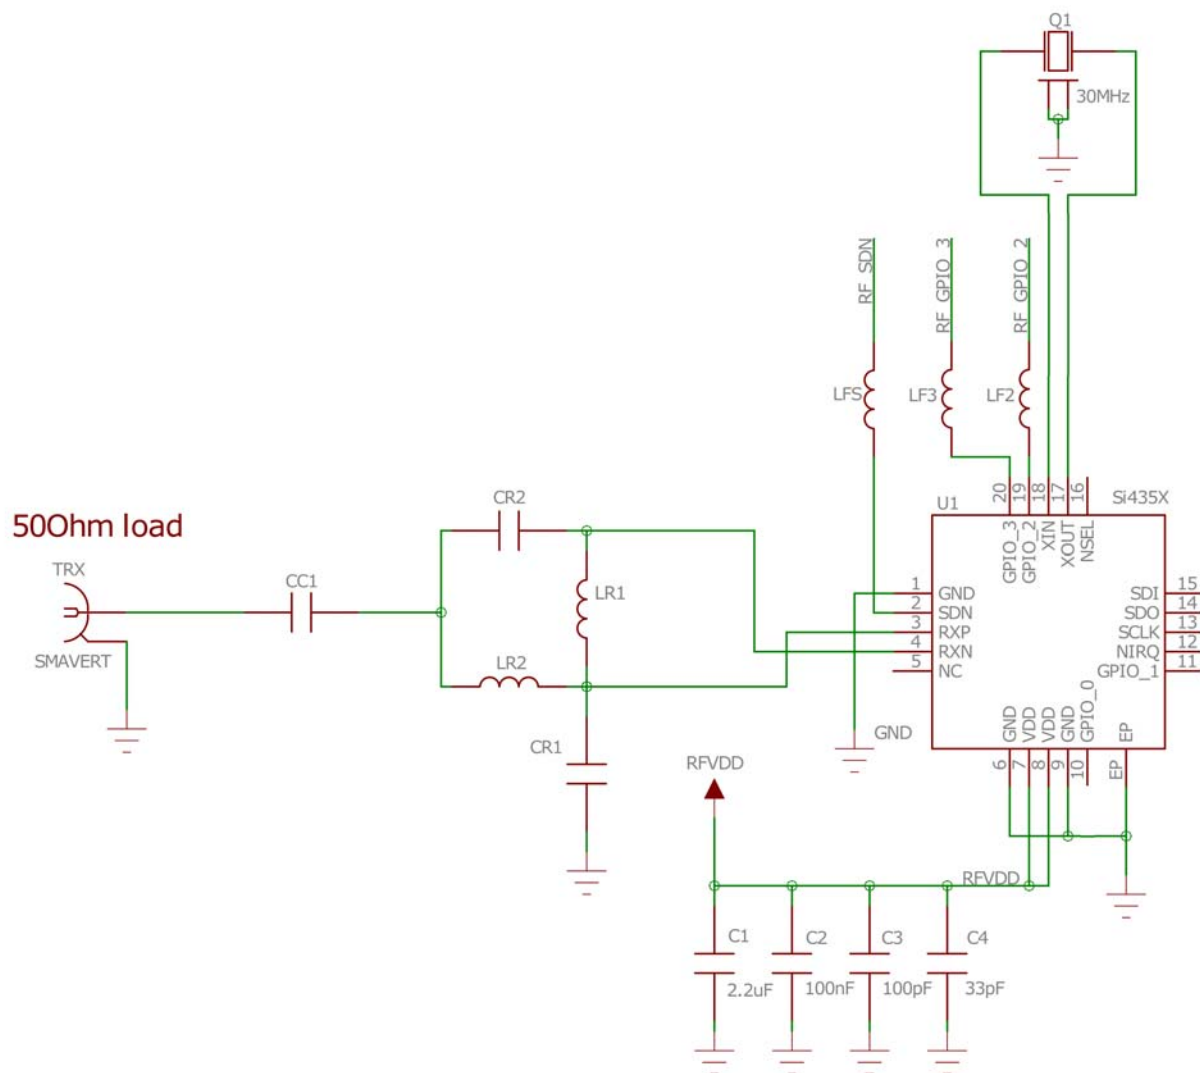 Q1
30MHz
RF_SDN
RF_GPIO_3
RF_GPIO_2
LFS
LF3
LF2
20
19
18
17
16
U1
Si435X
GPIO_3
GPIO_2
XIN
XOUT
NSEL
CR2
50Ohm load
TRX
CC1
LR1
SMAVERT
LR2
CR1
1 GND
2 SDN
3 RXP
4 RXN
5 NC
SDI 15
SDO 14
SCLK 13
NIRQ 12
GPIO_1 11
GND
VDD
VDD
GND
GPIO_0
EP
6
7
8
9
10
EP
GND
RFVDD
RFVDD
C1
2.2uF
C2
100nF
C3
100pF
C4
33pF